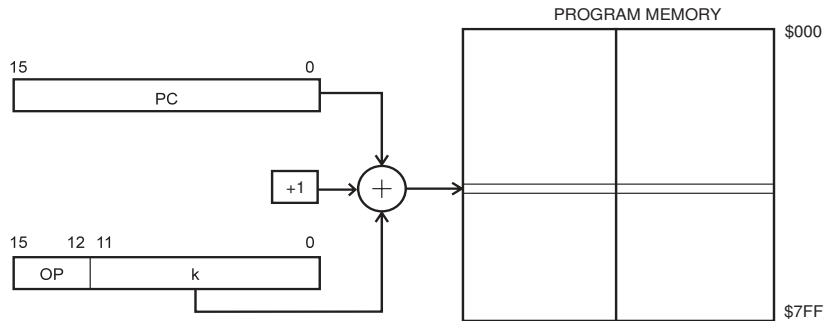 PROGRAM MEMORY
$000
15 0
PC
+1
+
15 12 11 0
OP k
$7FF